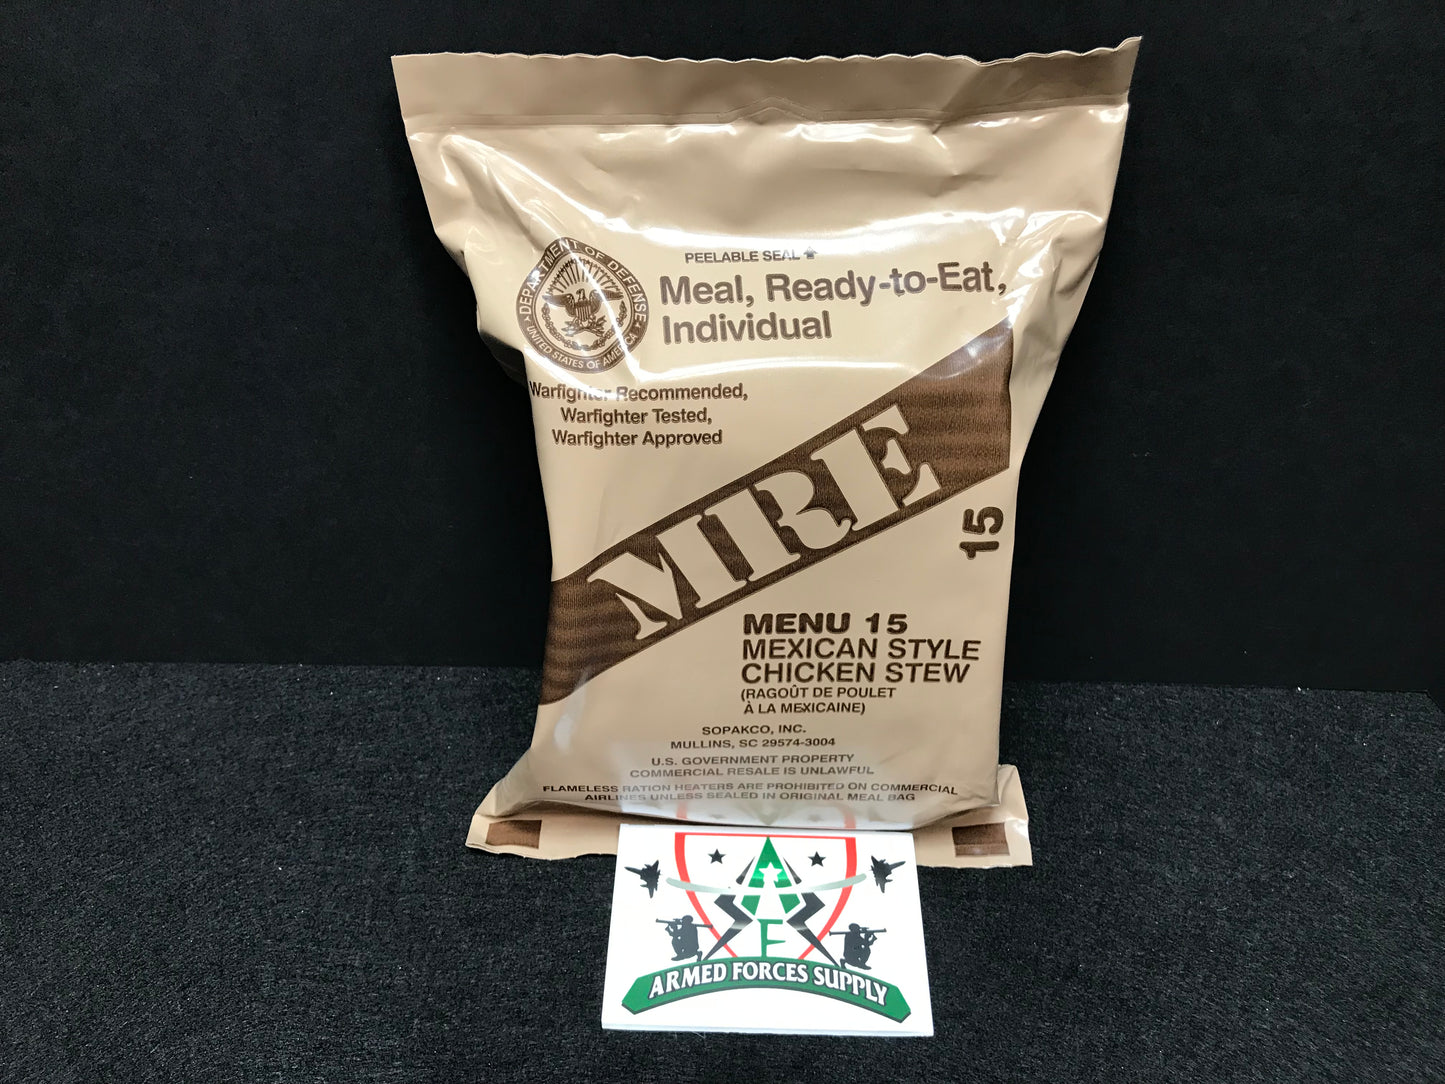 PEELABLE SEAL
Meal, Ready-to-Eat,
Individual
DEPARTMENT OF DEFENSE
UNITED STATES OF AMERICA
Warfighter Recommended,
Warfighter Tested,
Warfighter Approved
MRE
15
MENU 15
MEXICAN STYLE
CHICKEN STEW
(RAGOÛT DE POULET
À LA MEXICAINE)
SOPAKCO, INC.
MULLINS, SC 29574-3004
U.S. GOVERNMENT PROPERTY
COMMERCIAL RESALE IS UNLAWFUL
FLAMELESS RATION HEATERS ARE PROHIBITED ON COMMERCIAL
AIRLINES UNLESS SEALED IN ORIGINAL MEAL BAG
A
F
ARMED FORCES SUPPLY